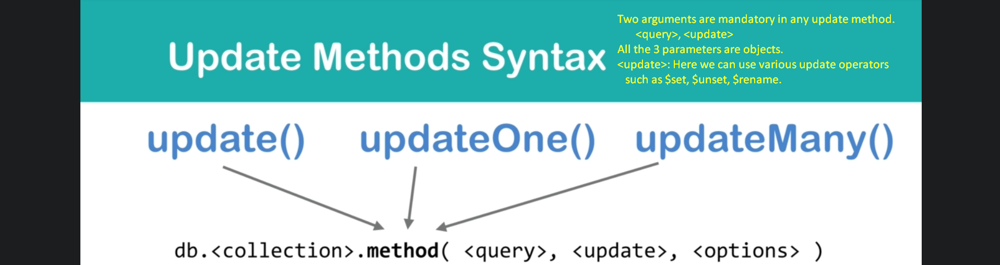 Update Methods Syntax
Two arguments are mandatory in any update method.
<query>, <update>
All the 3 parameters are objects.
<update>: Here we can use various update operators
such as $set, $unset, $rename.
update() updateOne() updateMany()
db.<collection>.method( <query>, <update>, <options> )